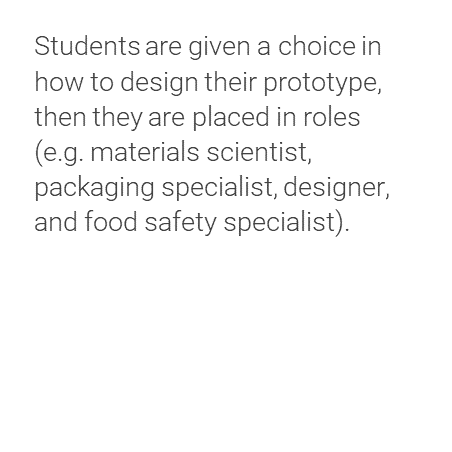 Students are given a choice in
how to design their prototype,
then they are placed in roles
(e.g. materials scientist,
packaging specialist, designer,
and food safety specialist).